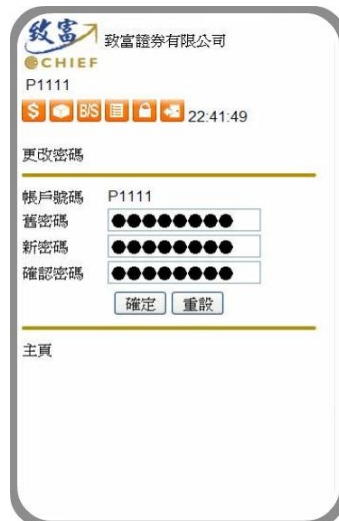 致富 致富證券有限公司
CHIEF
P1111
$ B/S 22:41:49
更改密碼
帳戶號碼 P1111
舊密碼 ●●●●●●●●
新密碼 ●●●●●●●●
確認密碼 ●●●●●●●●
確定 重設
主頁